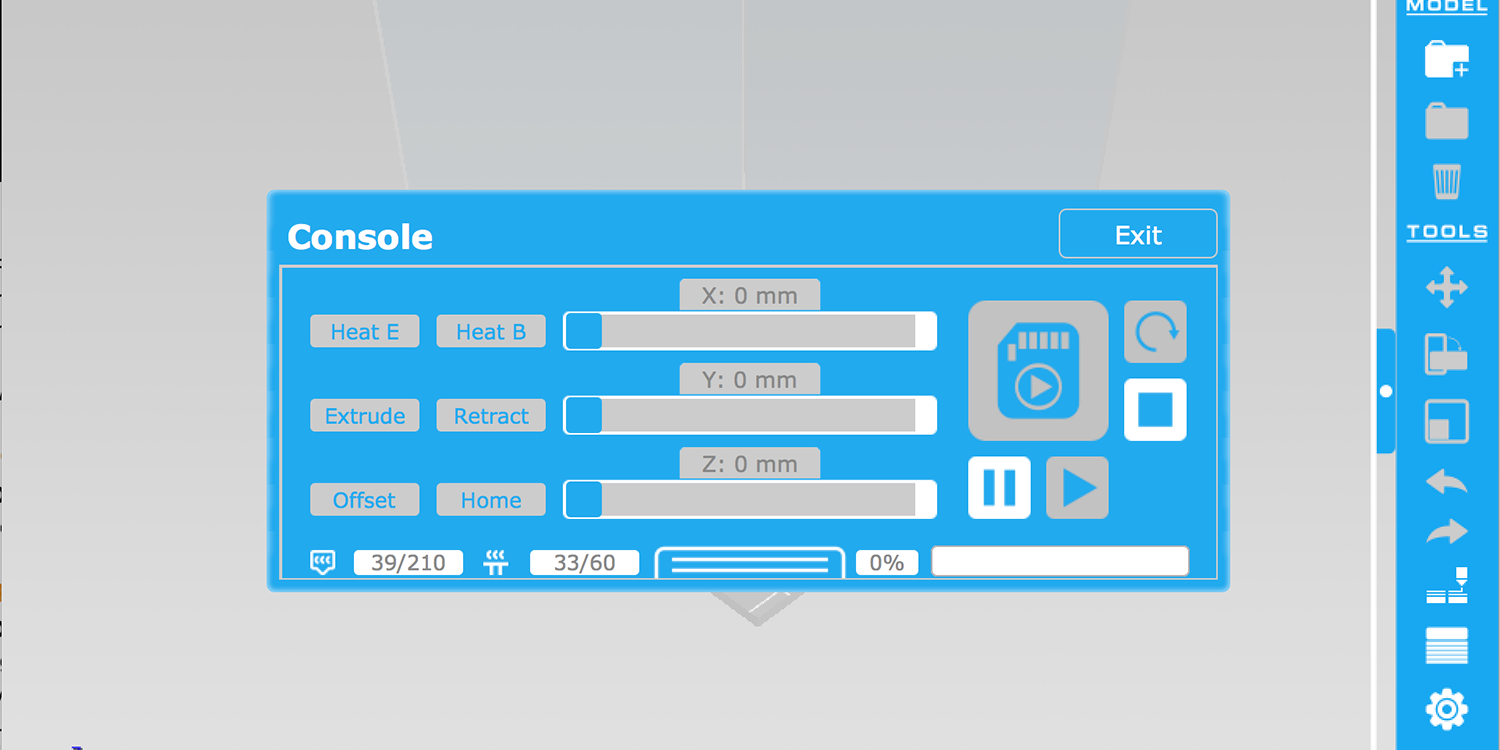 MODEL
Console
Exit
TOOLS
X: 0 mm
Heat E
Heat B
Y: 0 mm
Extrude
Retract
Z: 0 mm
Offset
Home
39/210
33/60
0%